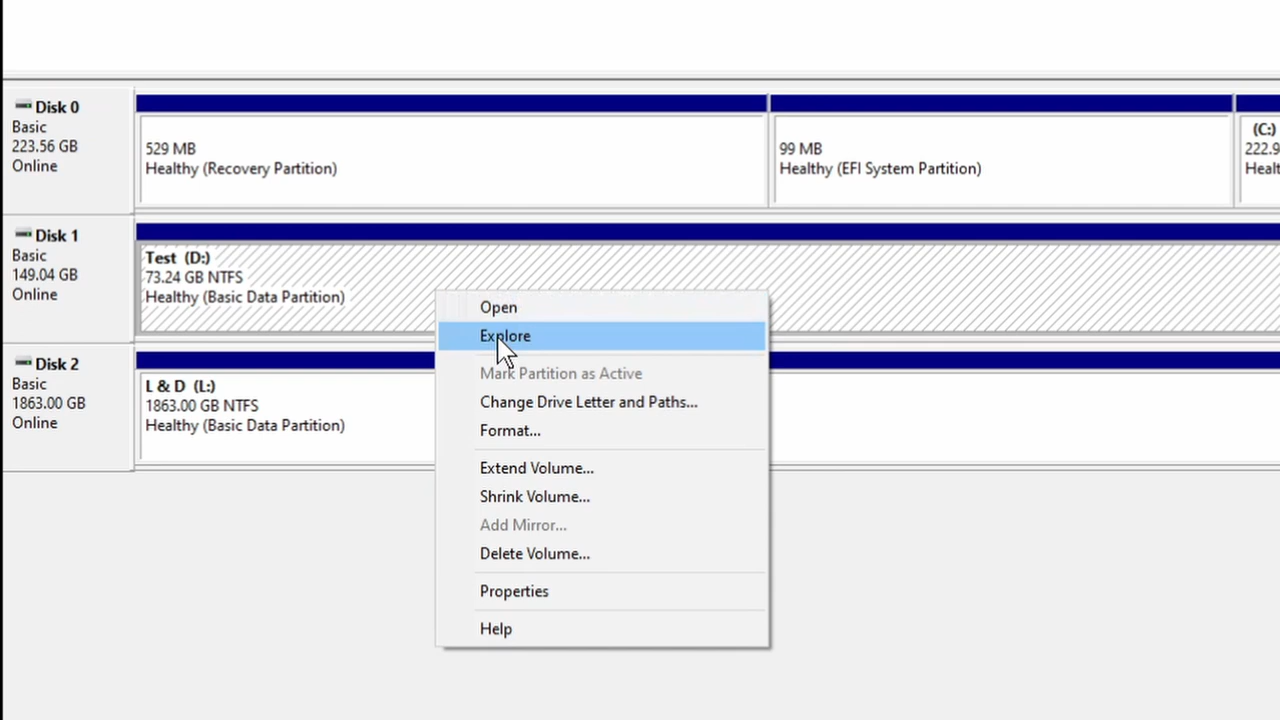 Disk 0
Basic
223.56 GB
Online
529 MB
Healthy (Recovery Partition)
99 MB
Healthy (EFI System Partition)
(C:)
222.9
Healt
Disk 1
Basic
149.04 GB
Online
Test (D:)
73.24 GB NTFS
Healthy (Basic Data Partition)
Disk 2
Basic
1863.00 GB
Online
L & D (L:)
1863.00 GB NTFS
Healthy (Basic Data Partition)
Open
Explore
Mark Partition as Active
Change Drive Letter and Paths...
Format...
Extend Volume...
Shrink Volume...
Add Mirror...
Delete Volume...
Properties
Help